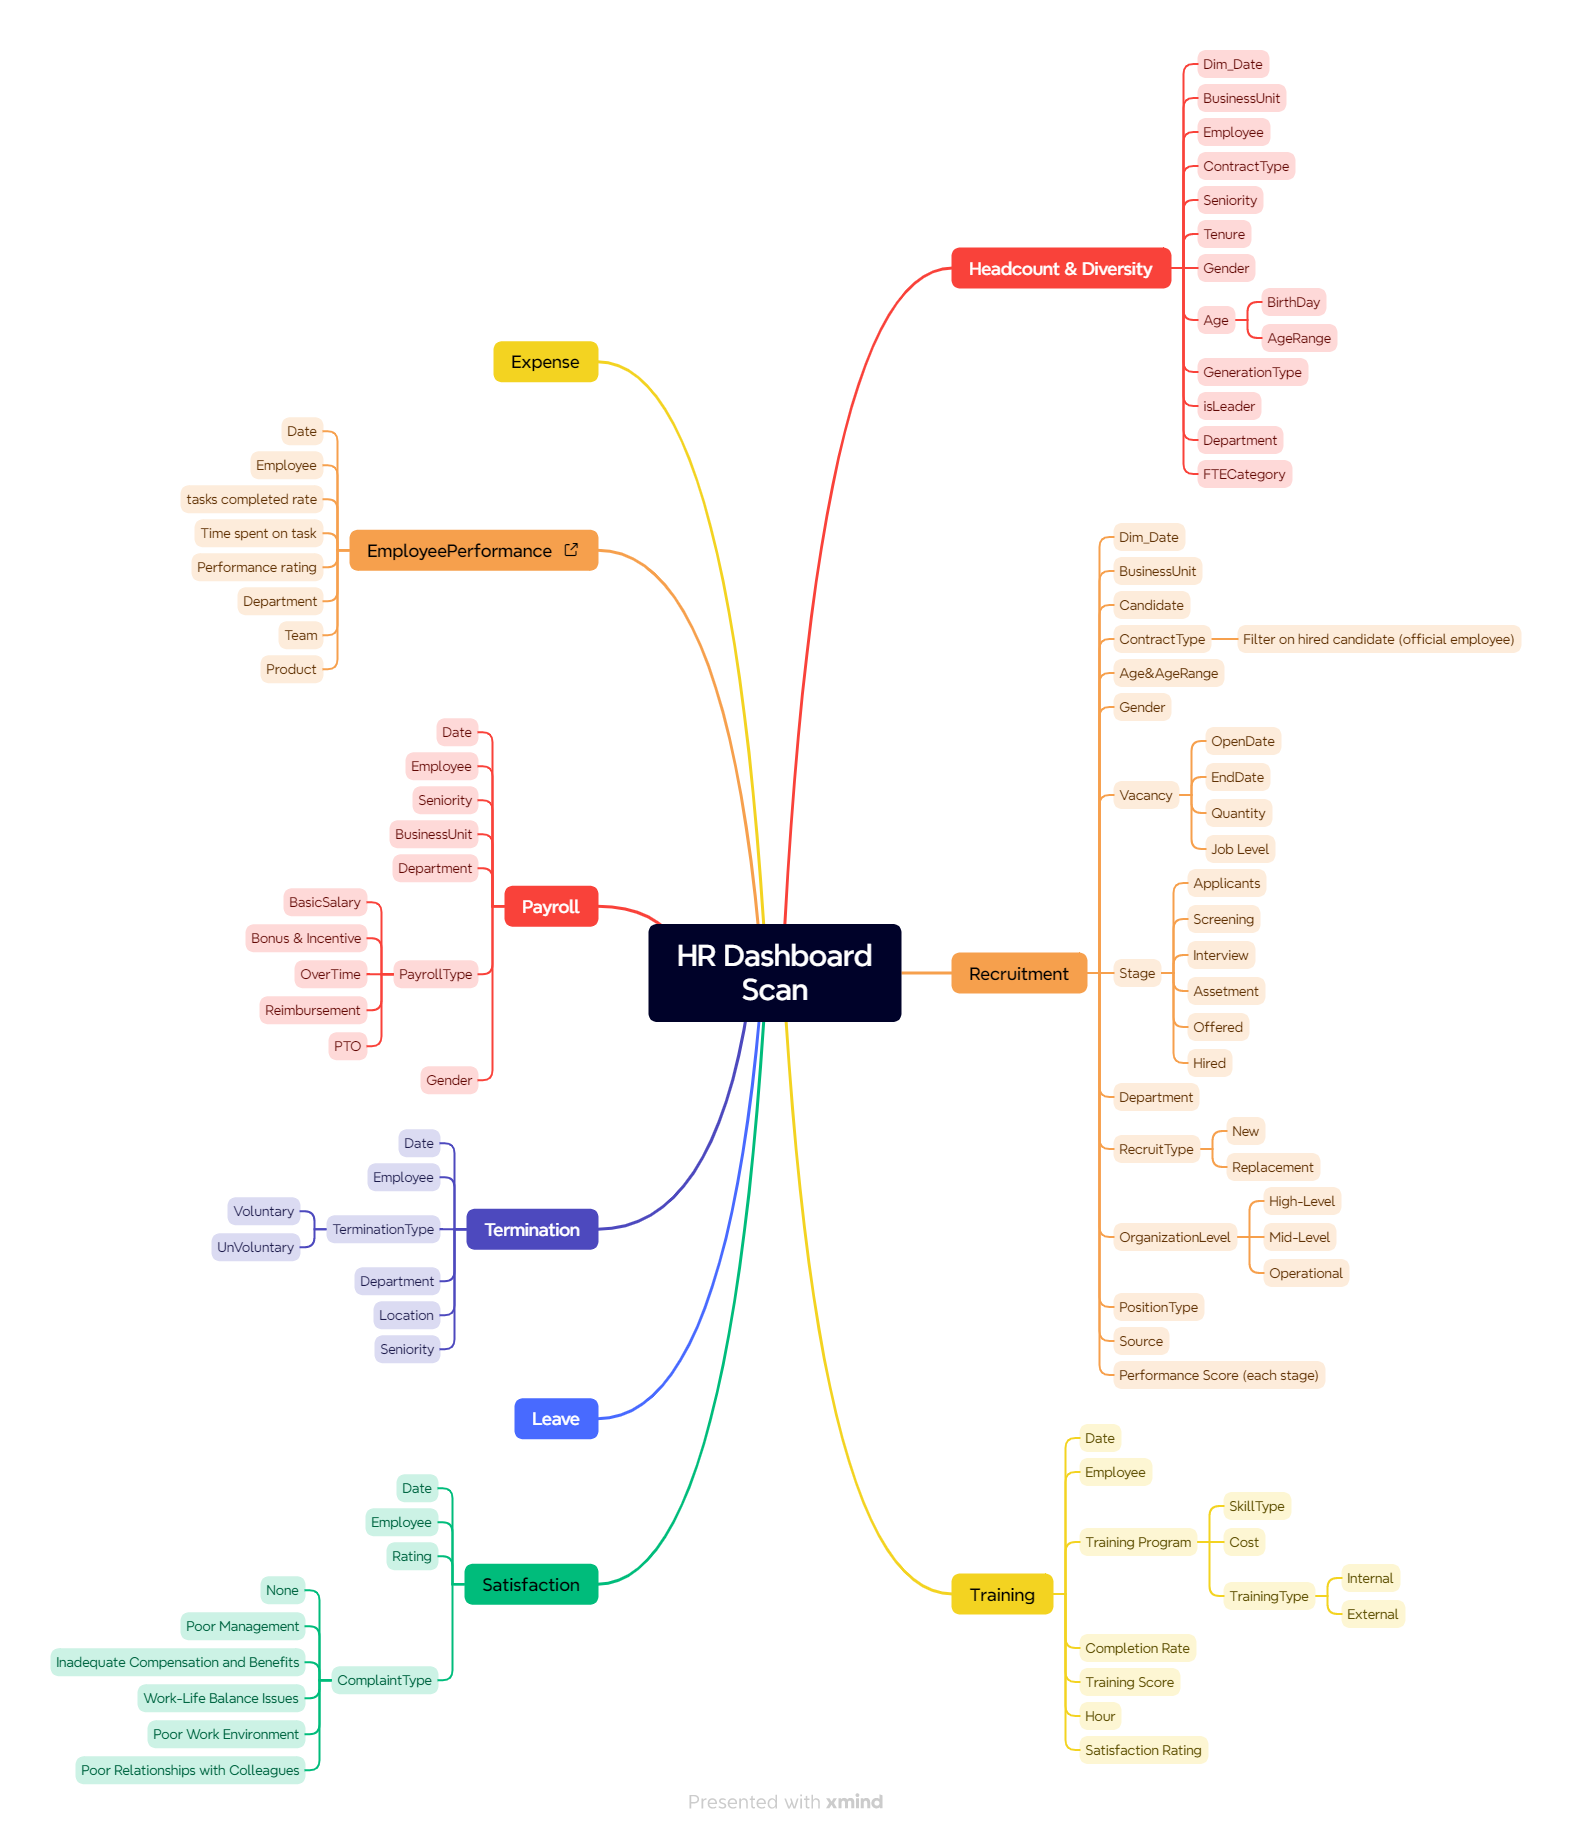 HR Dashboard
Scan
Headcount & Diversity
Dim_Date
BusinessUnit
Employee
ContractType
Seniority
Tenure
Gender
Age
BirthDay
AgeRange
GenerationType
isLeader
Department
FTECategory
Recruitment
Dim_Date
BusinessUnit
Candidate
ContractType
Filter on hired candidate (official employee)
Age&AgeRange
Gender
Vacancy
OpenDate
EndDate
Quantity
Job Level
Stage
Applicants
Screening
Interview
Assetment
Offered
Hired
Department
RecruitType
New
Replacement
OrganizationLevel
High-Level
Mid-Level
Operational
PositionType
Source
Performance Score (each stage)
Training
Date
Employee
Training Program
SkillType
Cost
TrainingType
Internal
External
Completion Rate
Training Score
Hour
Satisfaction Rating
Expense
EmployeePerformance
Date
Employee
tasks completed rate
Time spent on task
Performance rating
Department
Team
Product
Payroll
Date
Employee
Seniority
BusinessUnit
Department
PayrollType
BasicSalary
Bonus & Incentive
OverTime
Reimbursement
PTO
Gender
Termination
Date
Employee
TerminationType
Voluntary
UnVoluntary
Department
Location
Seniority
Leave
Satisfaction
Date
Employee
Rating
ComplaintType
None
Poor Management
Inadequate Compensation and Benefits
Work-Life Balance Issues
Poor Work Environment
Poor Relationships with Colleagues
Presented with xmind